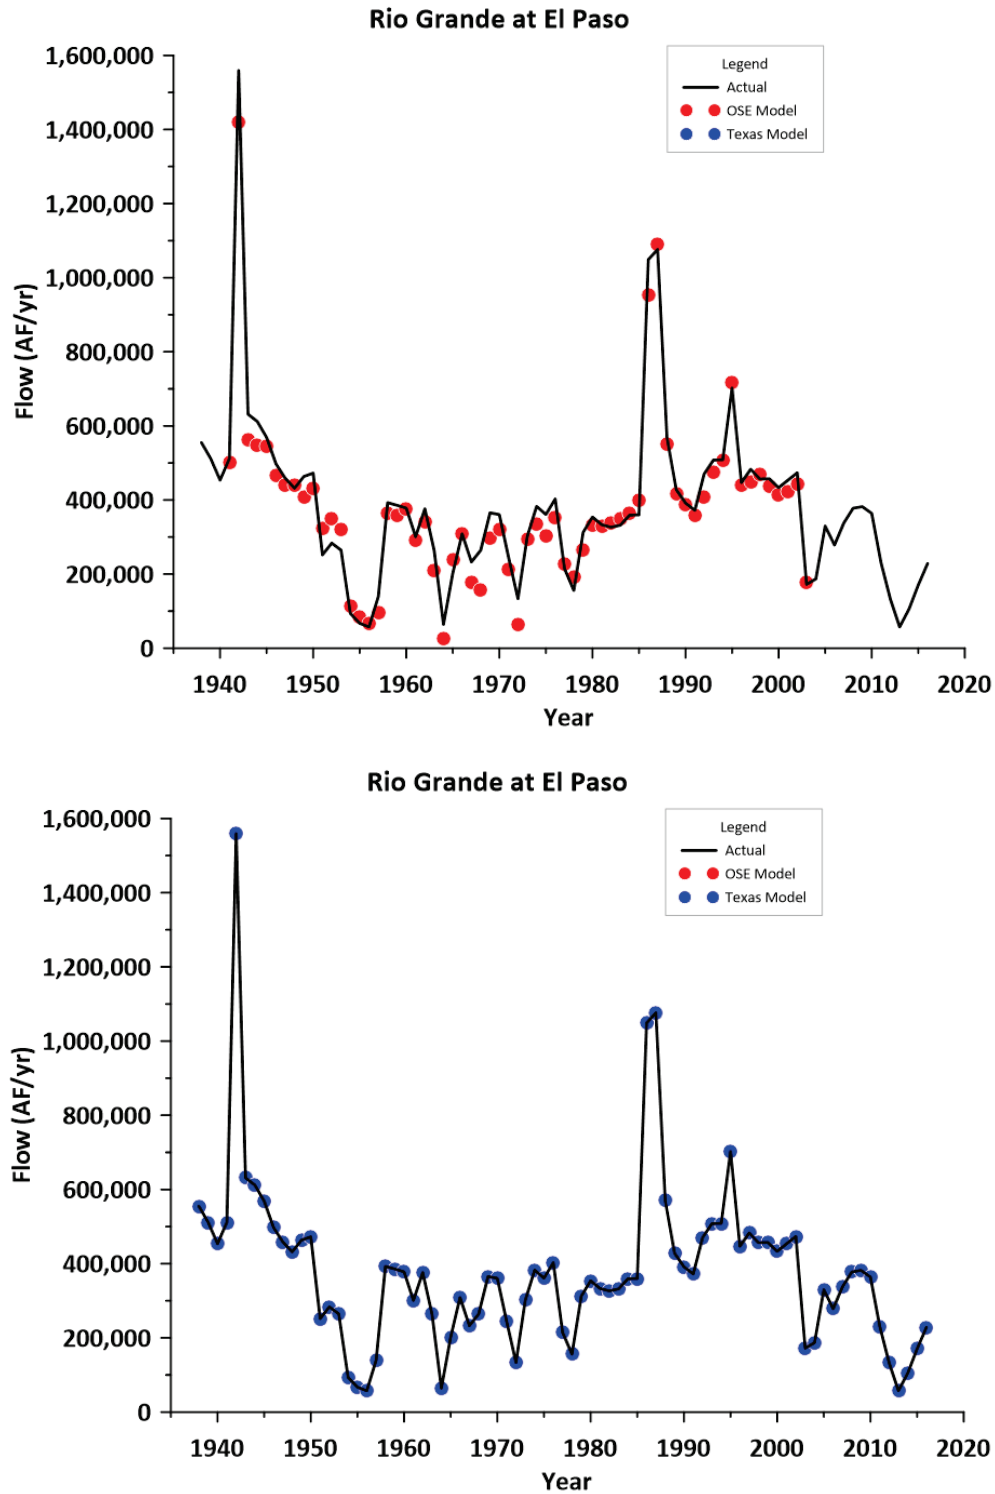 Rio Grande at El Paso
Legend
Actual
OSE Model
Texas Model
1,600,000
1,400,000
1,200,000
1,000,000
800,000
600,000
400,000
200,000
0
Flow (AF/yr)
1940 1950 1960 1970 1980 1990 2000 2010 2020
Year
Rio Grande at El Paso
Legend
Actual
OSE Model
Texas Model
1,600,000
1,400,000
1,200,000
1,000,000
800,000
600,000
400,000
200,000
0
Flow (AF/yr)
1940 1950 1960 1970 1980 1990 2000 2010 2020
Year